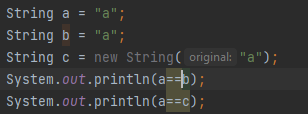 String a = "a";
String b = "a";
String c = new String( original: "a");
System.out.println(a==b);
System.out.println(a==c);